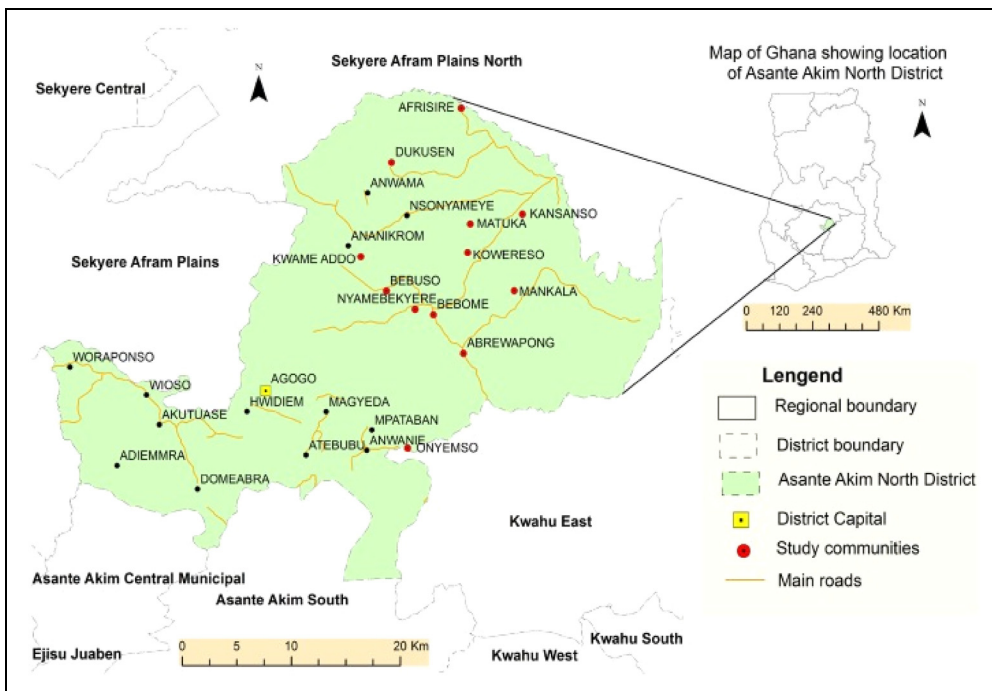 Sekyere Afram Plains North
Map of Ghana showing location
of Asante Akim North District
Sekyere Central
N
N
AFRISIRE
DUKUSEN
ANWAMA
NSONYAMEYE
KANSANSO
MATUKA
ANANIKROM
KOWERESO
KWAME ADDO
Sekyere Afram Plains
BEBUSO
MANKALA
NYAMEBEKYERE
BEBOME
0 120 240 480 Km
ABREWAPONG
WORAPONSO
WIOSO
AGOGO
HWIDIEM
MAGYEDA
AKUTUASE
MPATABAN
ATEBUBU
ANWANIE
ONYEMSO
ADIEMMRA
DOMEABRA
Kwahu East
Lengend
Regional boundary
District boundary
Asante Akim North District
District Capital
Study communities
Main roads
Asante Akim Central Municipal
Asante Akim South
Kwahu South
Kwahu West
Ejisu Juaben
0 5 10 20 Km